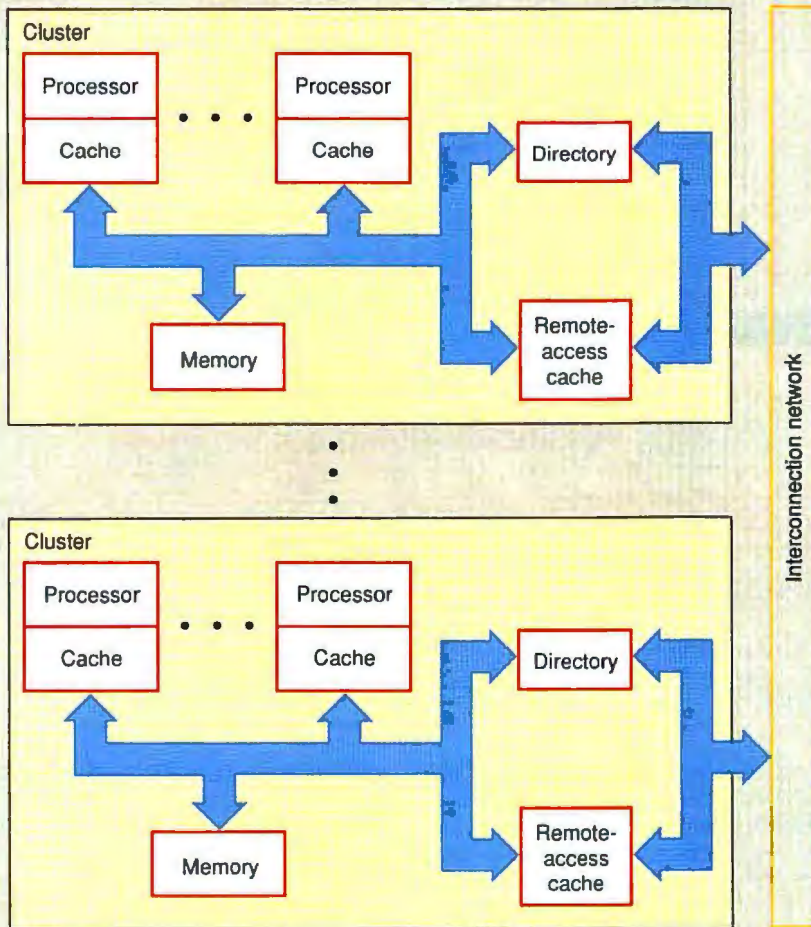 Cluster
Processor
Cache
Processor
Cache
Directory
Memory
Remote-
access
cache
Cluster
Processor
Cache
Processor
Cache
Directory
Memory
Remote-
access
cache
Interconnection network